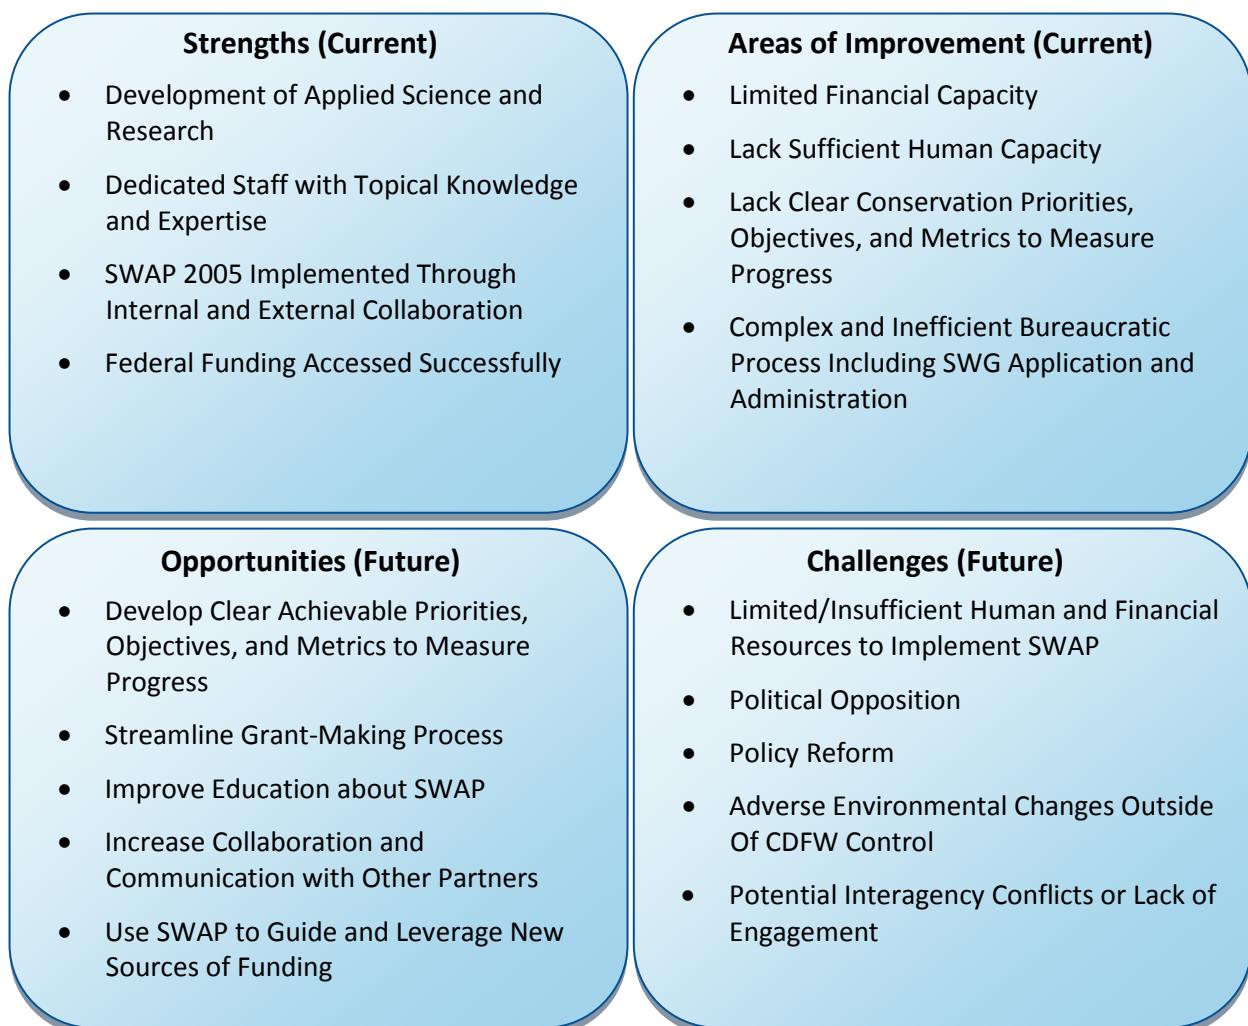 Strengths (Current)
• Development of Applied Science and
Research
• Dedicated Staff with Topical Knowledge
and Expertise
• SWAP 2005 Implemented Through
Internal and External Collaboration
• Federal Funding Accessed Successfully
Areas of Improvement (Current)
• Limited Financial Capacity
• Lack Sufficient Human Capacity
• Lack Clear Conservation Priorities,
Objectives, and Metrics to Measure
Progress
• Complex and Inefficient Bureaucratic
Process Including SWG Application and
Administration
Opportunities (Future)
• Develop Clear Achievable Priorities,
Objectives, and Metrics to Measure
Progress
• Streamline Grant-Making Process
• Improve Education about SWAP
• Increase Collaboration and
Communication with Other Partners
• Use SWAP to Guide and Leverage New
Sources of Funding
Challenges (Future)
• Limited/Insufficient Human and Financial
Resources to Implement SWAP
• Political Opposition
• Policy Reform
• Adverse Environmental Changes Outside
Of CDFW Control
• Potential Interagency Conflicts or Lack of
Engagement